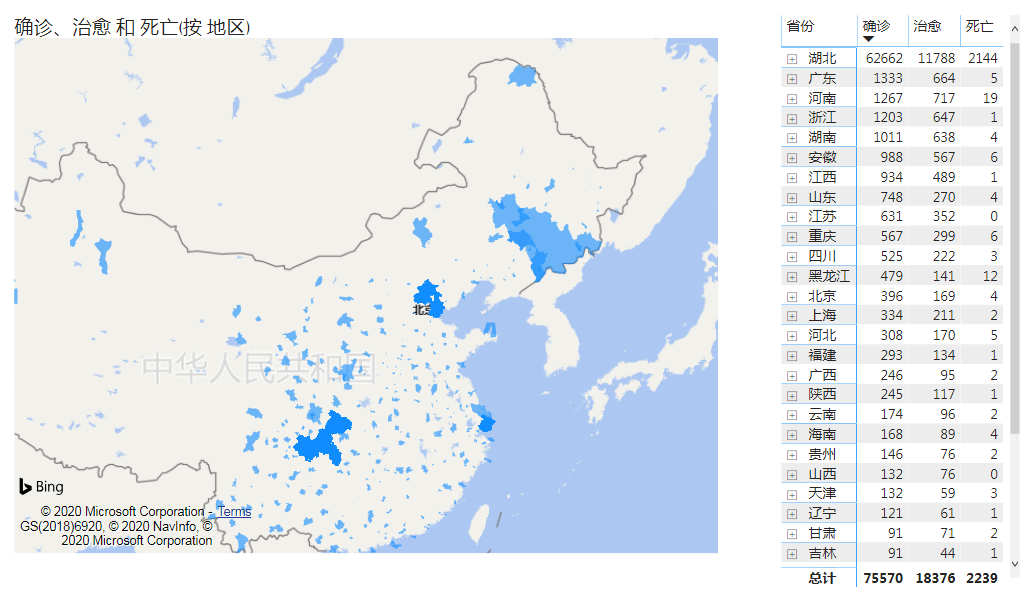 确诊、治愈 和 死亡(按 地区)
北京
中华人民共和国
Bing
© 2020 Microsoft Corporation - Terms
GS(2018)6920, © 2020 NavInfo, ©
2020 Microsoft Corporation
省份 确诊 治愈 死亡
湖北 62662 11788 2144
广东 1333 664 5
河南 1267 717 19
浙江 1203 647 1
湖南 1011 638 4
安徽 988 567 6
江西 934 489 1
山东 748 270 4
江苏 631 352 0
重庆 567 299 6
四川 525 222 3
黑龙江 479 141 12
北京 396 169 4
上海 334 211 2
河北 308 170 5
福建 293 134 1
广西 246 95 2
陕西 245 117 1
云南 174 96 2
海南 168 89 4
贵州 146 76 2
山西 132 76 0
天津 132 59 3
辽宁 121 61 1
甘肃 91 71 2
吉林 91 44 1
总计 75570 18376 2239